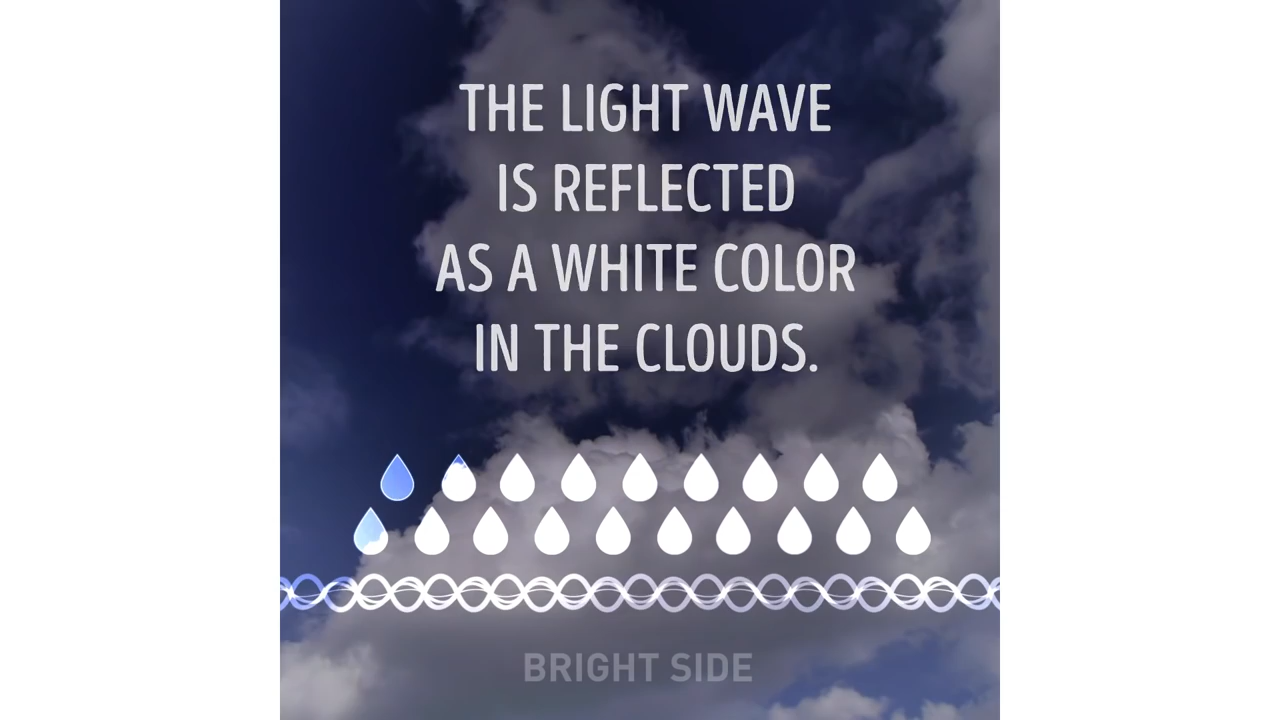 THE LIGHT WAVE
IS REFLECTED
AS A WHITE COLOR
IN THE CLOUDS.
BRIGHT SIDE